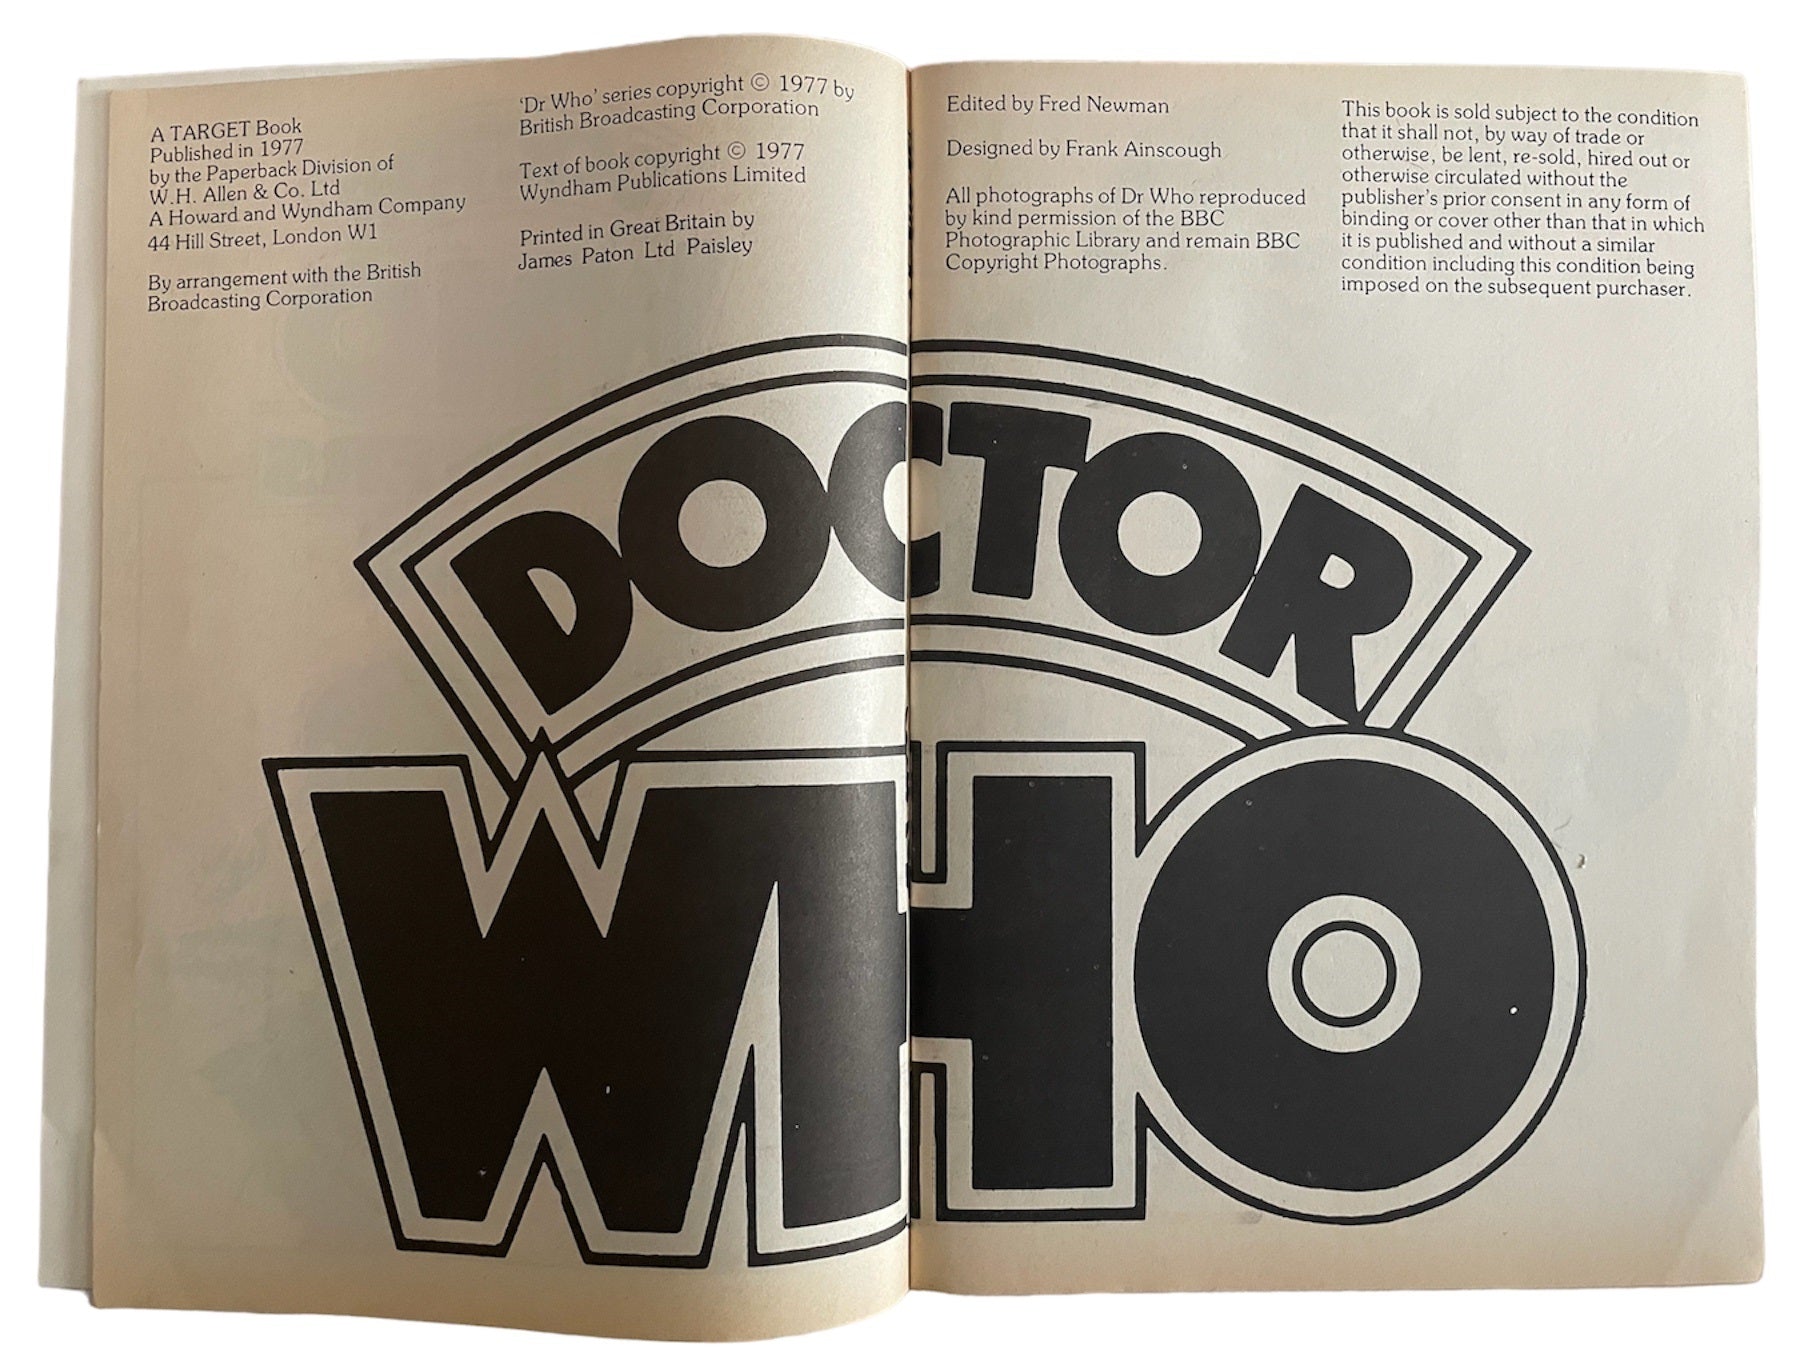 A TARGET Book
Published in 1977
by the Paperback Division of
W.H. Allen & Co. Ltd
A Howard and Wyndham Company
44 Hill Street, London W1
By arrangement with the British
Broadcasting Corporation
'Dr Who' series copyright © 1977 by
British Broadcasting Corporation
Text of book copyright © 1977
Wyndham Publications Limited
Printed in Great Britain by
James Paton Ltd Paisley
Edited by Fred Newman
Designed by Frank Ainscough
All photographs of Dr Who reproduced
by kind permission of the BBC
Photographic Library and remain BBC
Copyright Photographs.
This book is sold subject to the condition
that it shall not, by way of trade or
otherwise, be lent, re-sold, hired out or
otherwise circulated without the
publisher's prior consent in any form of
binding or cover other than that in which
it is published and without a similar
condition including this condition being
imposed on the subsequent purchaser.
DOCTOR
WHO